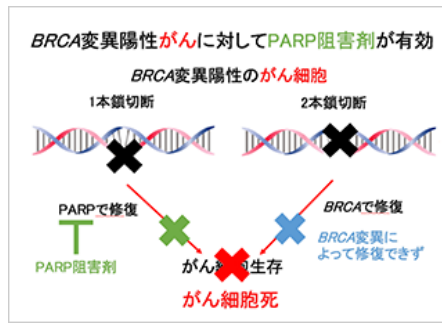 BRCA変異陽性がんに対してPARP阻害剤が有効
BRCA変異陽性のがん細胞
1本鎖切断
2本鎖切断
PARPで修復
BRCAで修復
PARP阻害剤
BRCA変異に
よって修復できず
がん細胞生存
がん細胞死